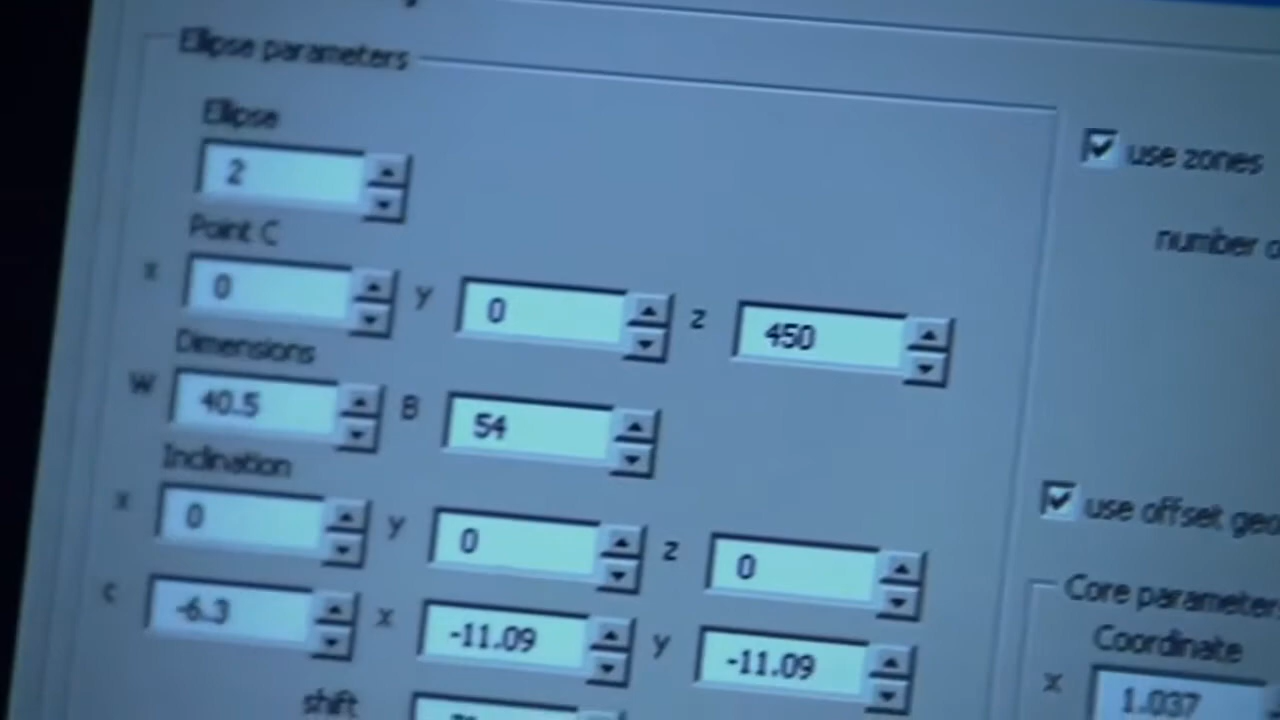 Ellipse parameters
Ellipse
2
use zones
Point C
number
x 0 y 0 z 450
Dimensions
W 40.5 B 54
Inclination
x 0 y 0 z 0
use offset
c -6.3 x -11.09 y -11.09
Core
Coordinate
x 1.037
shift